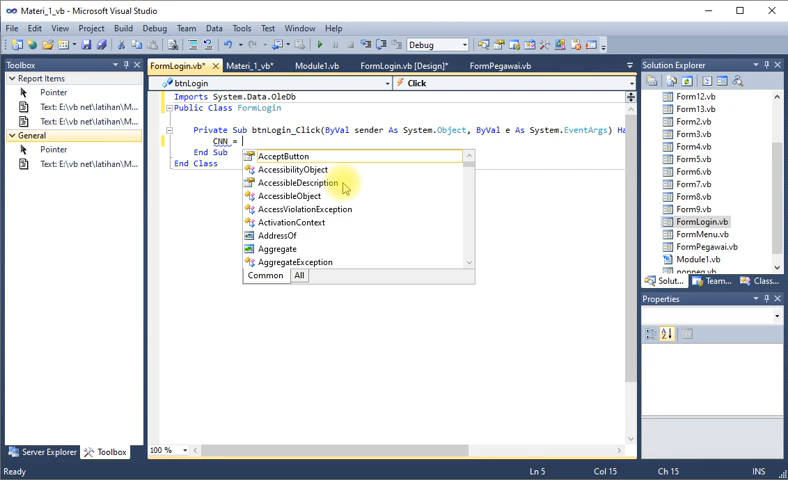 Materi_1_vb - Microsoft Visual Studio
File Edit View Project Build Debug Team Data Tools Test Window Help
Debug
Toolbox
Report Items
Pointer
Text: E:\vb net\latihan\M...
Text: E:\vb net\latihan\M...
General
Pointer
Text: E:\vb net\latihan\M...
Server Explorer Toolbox
FormLogin.vb* Materi_1_vb* Module1.vb FormLogin.vb [Design]* FormPegawai.vb
btnLogin Click
Imports System.Data.OleDb
Public Class FormLogin
Private Sub btnLogin_Click(ByVal sender As System.Object, ByVal e As System.EventArgs) Ha
CNN =
End Sub
End Class
AcceptButton
AccessibilityObject
AccessibleDescription
AccessibleObject
AccessViolationException
ActivationContext
AddressOf
Aggregate
AggregateException
Common All
100 %
Solution Explorer
Form12.vb
Form13.vb
Form2.vb
Form3.vb
Form4.vb
Form5.vb
Form6.vb
Form7.vb
Form8.vb
Form9.vb
FormLogin.vb
FormMenu.vb
FormPegawai.vb
Module1.vb
Solut... Team... Class...
Properties
Ready Ln 5 Col 15 Ch 15 INS